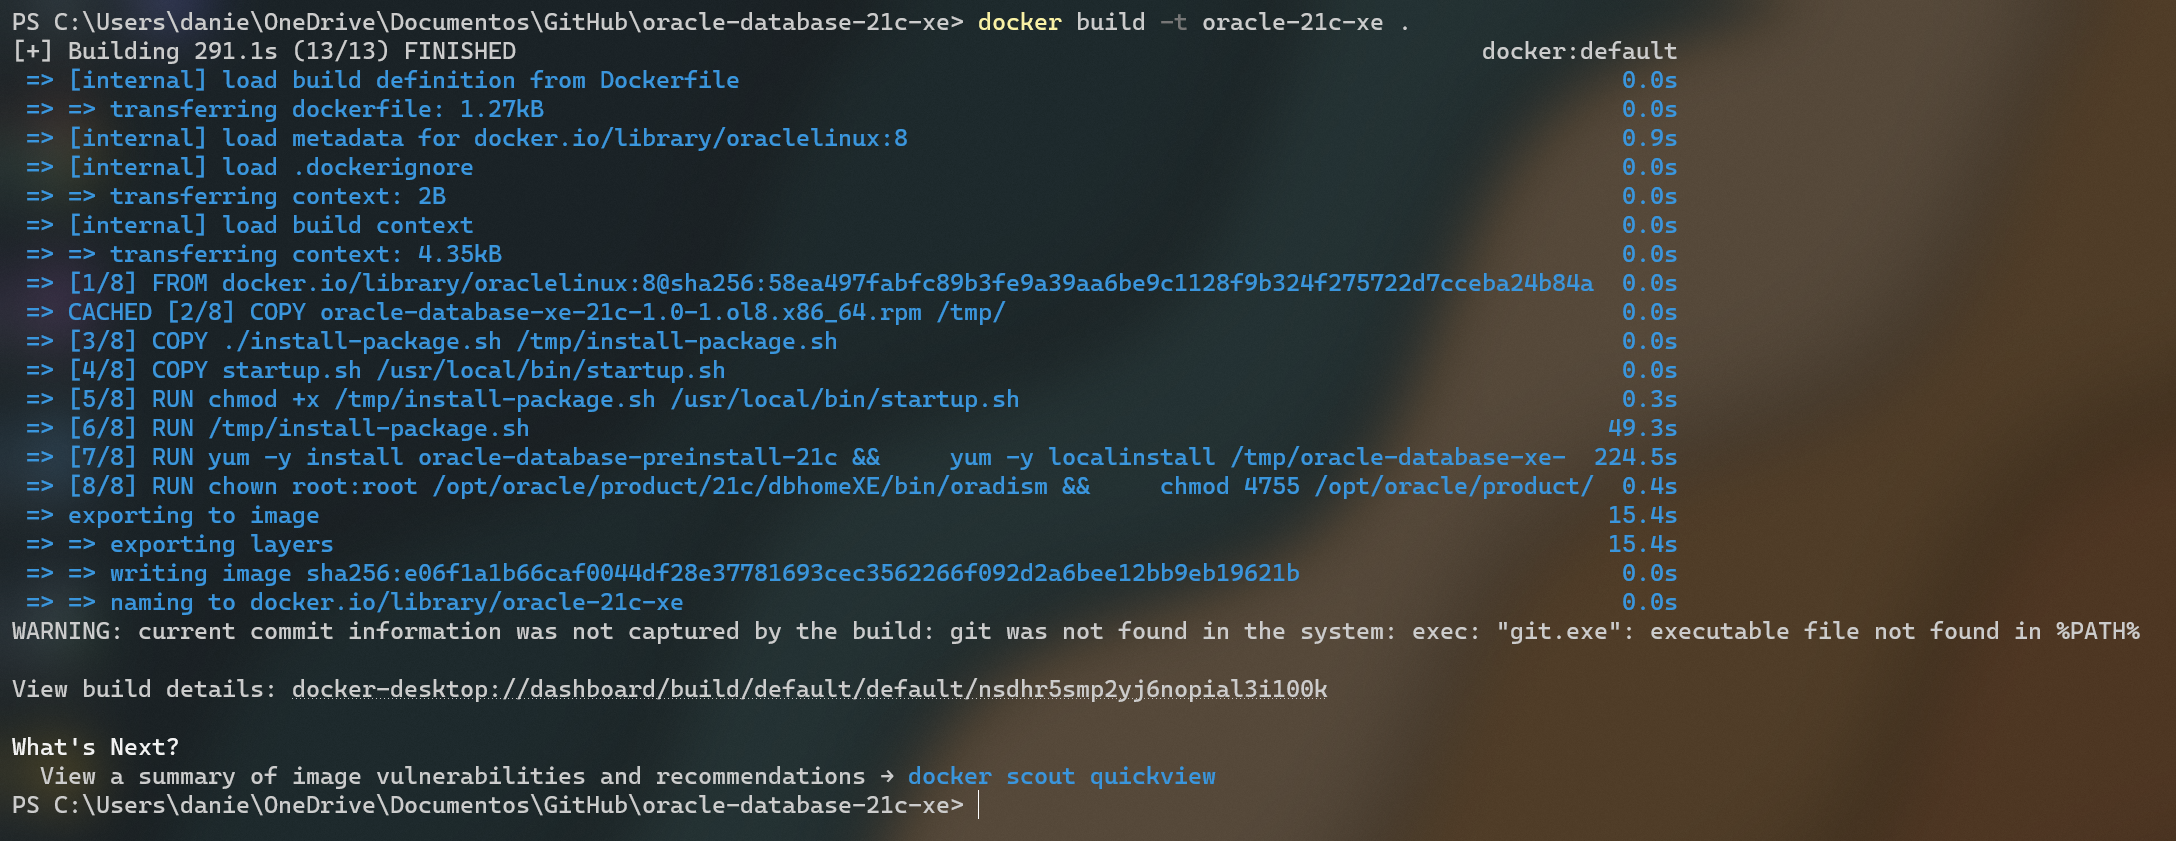 PS C:\Users\danie\OneDrive\Documentos\GitHub\oracle-database-21c-xe> docker build -t oracle-21c-xe .
[+] Building 291.1s (13/13) FINISHED docker:default
=> [internal] load build definition from Dockerfile 0.0s
=> => transferring dockerfile: 1.27kB 0.0s
=> [internal] load metadata for docker.io/library/oraclelinux:8 0.9s
=> [internal] load .dockerignore 0.0s
=> => transferring context: 2B 0.0s
=> [internal] load build context 0.0s
=> => transferring context: 4.35kB 0.0s
=> [1/8] FROM docker.io/library/oraclelinux:8@sha256:58ea497fabfc89b3fe9a39aa6be9c1128f9b324f275722d7cceba24b84a 0.0s
=> CACHED [2/8] COPY oracle-database-xe-21c-1.0-1.ol8.x86_64.rpm /tmp/ 0.0s
=> [3/8] COPY ./install-package.sh /tmp/install-package.sh 0.0s
=> [4/8] COPY startup.sh /usr/local/bin/startup.sh 0.0s
=> [5/8] RUN chmod +x /tmp/install-package.sh /usr/local/bin/startup.sh 0.3s
=> [6/8] RUN /tmp/install-package.sh 49.3s
=> [7/8] RUN yum -y install oracle-database-preinstall-21c &&     yum -y localinstall /tmp/oracle-database-xe- 224.5s
=> [8/8] RUN chown root:root /opt/oracle/product/21c/dbhomeXE/bin/oradism &&     chmod 4755 /opt/oracle/product/ 0.4s
=> exporting to image 15.4s
=> => exporting layers 15.4s
=> => writing image sha256:e06f1a1b66caf0044df28e37781693cec3562266f092d2a6bee12bb9eb19621b 0.0s
=> => naming to docker.io/library/oracle-21c-xe 0.0s
WARNING: current commit information was not captured by the build: git was not found in the system: exec: "git.exe": executable file not found in %PATH%
View build details: docker-desktop://dashboard/build/default/default/nsdhr5smp2yj6nopial3i100k
What's Next?
View a summary of image vulnerabilities and recommendations → docker scout quickview
PS C:\Users\danie\OneDrive\Documentos\GitHub\oracle-database-21c-xe>